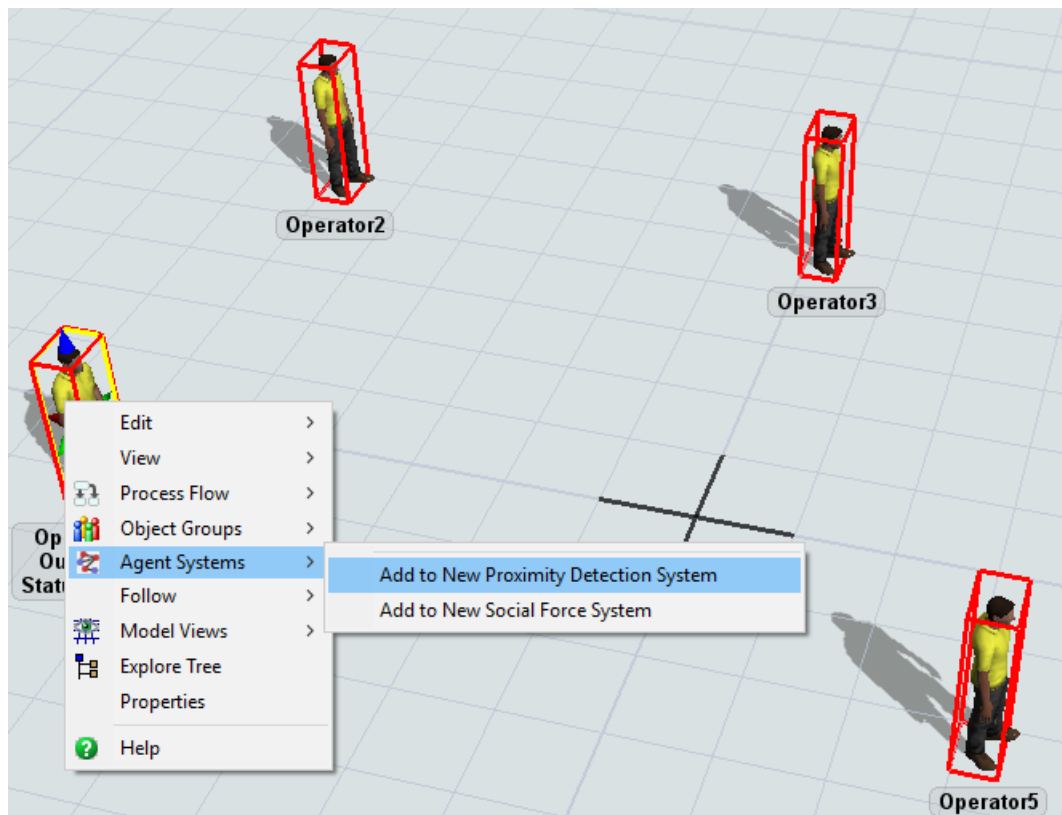 Operator2
Operator3
Edit
View
Process Flow
Object Groups
Agent Systems
Add to New Proximity Detection System
Add to New Social Force System
Follow
Model Views
Explore Tree
Properties
Help
Operator5